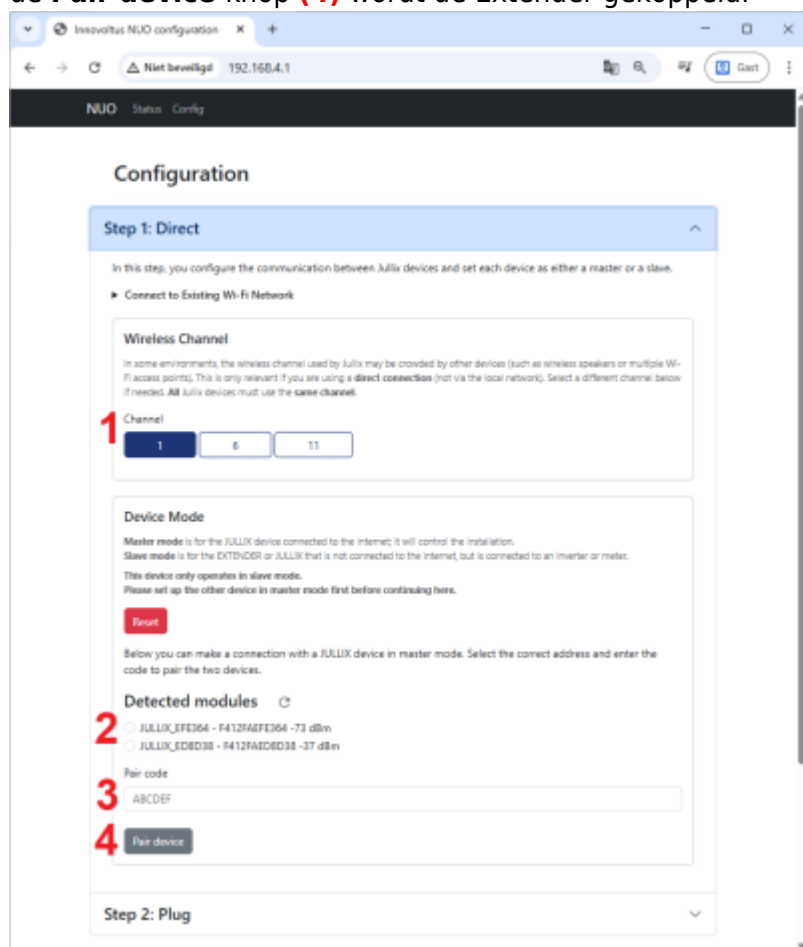 de Pair device knop (4) wordt de Extender gekoppeld.
Innovoltus NUO configuration
Niet beveiligd 192.168.4.1
Gast
NUO Status Config
Configuration
Step 1: Direct
In this step, you configure the communication between Jullix devices and set each device as either a master or a slave.
Connect to Existing Wi-Fi Network
Wireless Channel
In some environments, the wireless channel used by Jullix may be crowded by other devices (such as wireless speakers or multiple Wi-
Fi access points). This is only relevant if you are using a direct connection (not via the local network). Select a different channel below
if needed. All Jullix devices must use the same channel.
Channel
1
1 6 11
Device Mode
Master mode is for the JULLIX device connected to the internet; it will control the installation.
Slave mode is for the EXTENDER or JULLIX that is not connected to the internet, but is connected to an inverter or meter.
This device only operates in slave mode.
Please set up the other device in master mode first before continuing here.
Reset
Below you can make a connection with a JULLIX device in master mode. Select the correct address and enter the
code to pair the two devices.
Detected modules
2
JULLIX_EFE364 - F412FAEFE364 -73 dBm
JULLIX_ED8D38 - F412FAED8D38 -37 dBm
Pair code
3 ABCDEF
4 Pair device
Step 2: Plug